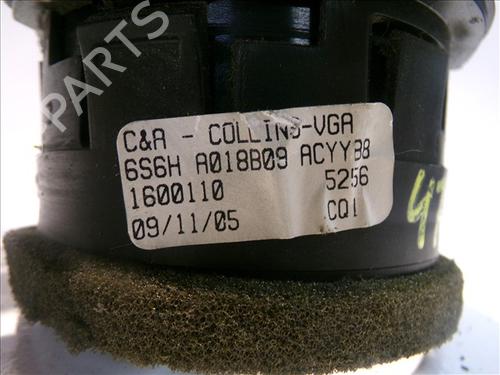 PARTS
C&A - COLLINS-VGA
6S6H A018B09 ACYYB8
1600110 5256
09/11/05 CQ1